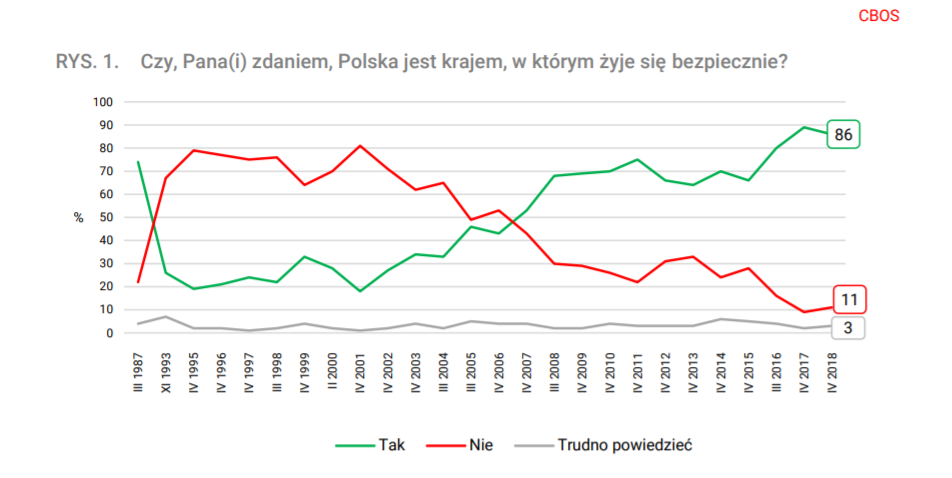 CBOS
RYS. 1. Czy, Pana(i) zdaniem, Polska jest krajem, w którym żyje się bezpiecznie?
100
90
80
70
60
50
40
30
20
10
0
%
86
11
3
III 1987
XI 1993
IV 1995
IV 1996
IV 1997
III 1998
IV 1999
II 2000
IV 2001
IV 2002
IV 2003
III 2004
III 2005
IV 2006
IV 2007
III 2008
IV 2009
IV 2010
IV 2011
IV 2012
IV 2013
IV 2014
IV 2015
III 2016
IV 2017
IV 2018
Tak Nie Trudno powiedzieć